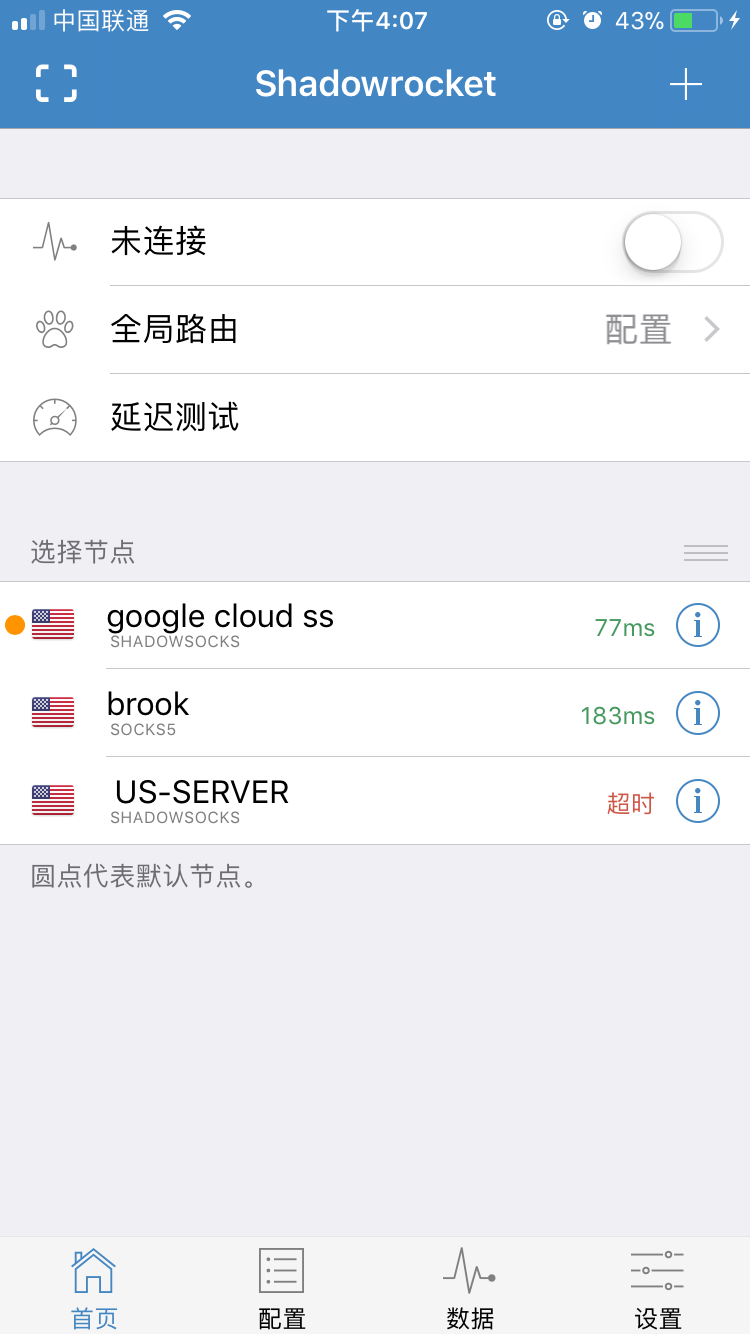 中国联通 下午4:07 43%
Shadowrocket
未连接
全局路由 配置
延迟测试
选择节点
google cloud ss 77ms
SHADOWSOCKS
brook 183ms
SOCKS5
US-SERVER 超时
SHADOWSOCKS
圆点代表默认节点。
首页 配置 数据 设置